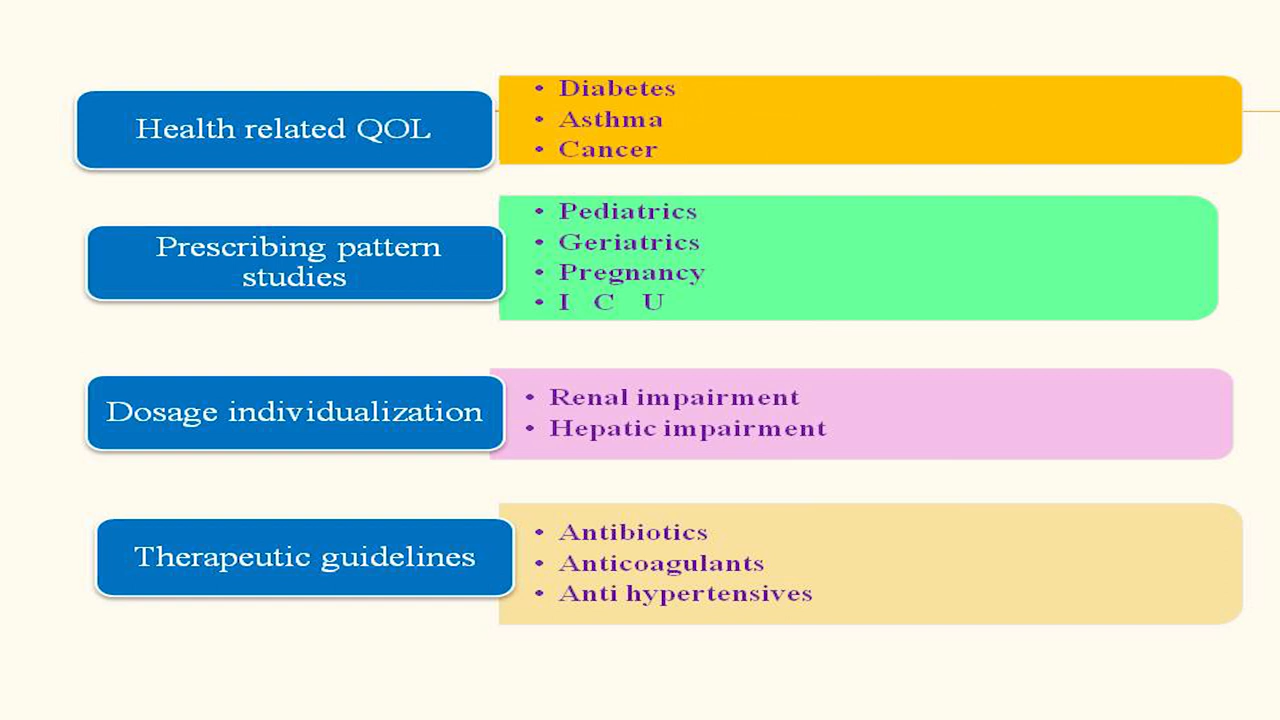 Health related QOL
• Diabetes
• Asthma
• Cancer
Prescribing pattern
studies
• Pediatrics
• Geriatrics
• Pregnancy
• I C U
Dosage individualization
• Renal impairment
• Hepatic impairment
Therapeutic guidelines
• Antibiotics
• Anticoagulants
• Anti hypertensives